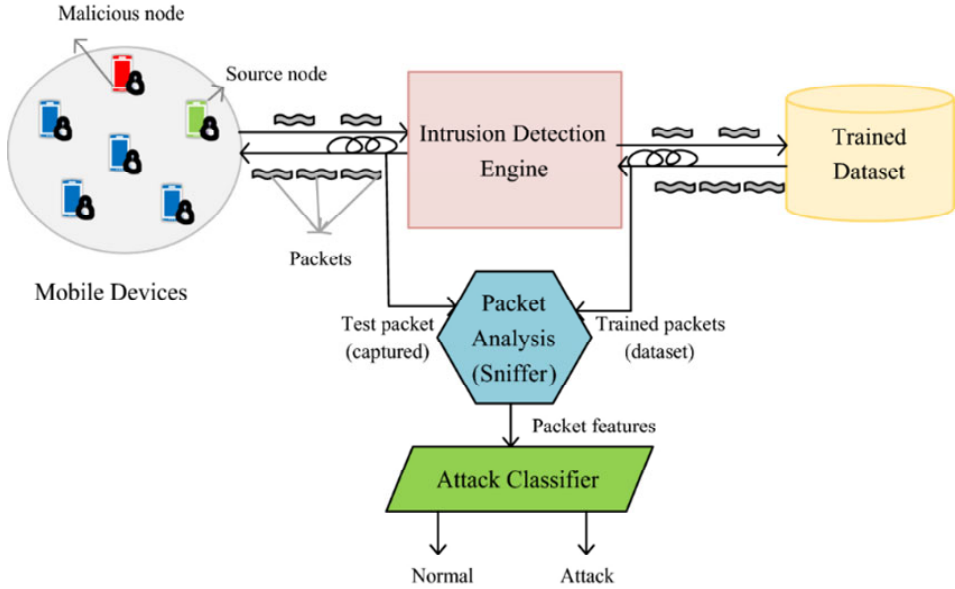 Malicious node
Source node
Mobile Devices
Packets
Intrusion Detection
Engine
Trained
Dataset
Test packet
(captured)
Packet
Analysis
(Sniffer)
Trained packets
(dataset)
Packet features
Attack Classifier
Normal
Attack